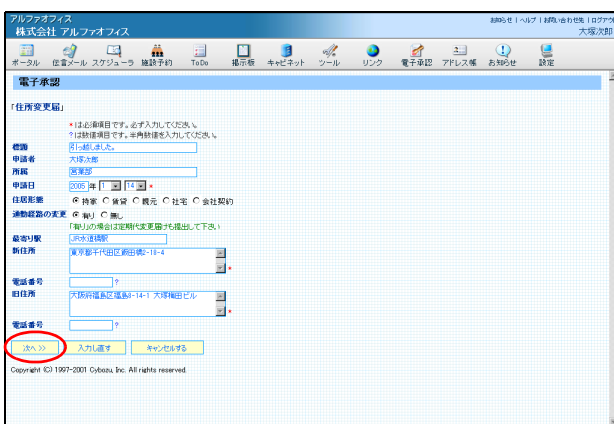 アルファオフィス
お知らせ | ヘルプ | お問い合わせ先 | ログアウト
株式会社 アルファオフィス
大塚次郎
ポータル 伝言メール スケジューラ 施設予約 ToDo 掲示板 キャビネット ツール リンク 電子承認 アドレス帳 お知らせ 設定
電子承認
「住所変更届」
*は必須項目です。必ず入力してください。
?は数値項目です。半角数値を入力してください。
標題 引っ越しました。
申請者 大塚次郎
所属 営業部
申請日 2005 年 1 14 *
住居形態 持家 賃貸 親元 社宅 会社契約
通勤経路の変更 有り 無し
「有り」の場合は定期代変更届けも提出して下さい
最寄り駅 JR水道橋駅
新住所 東京都千代田区飯田橋2-18-4
*
電話番号 ?
旧住所 大阪府福島区福島8-14-1 大塚梅田ビル
*
電話番号 ?
次へ >> 入力し直す キャンセルする
Copyright (C) 1997-2001 Cybozu, Inc. All rights reserved.